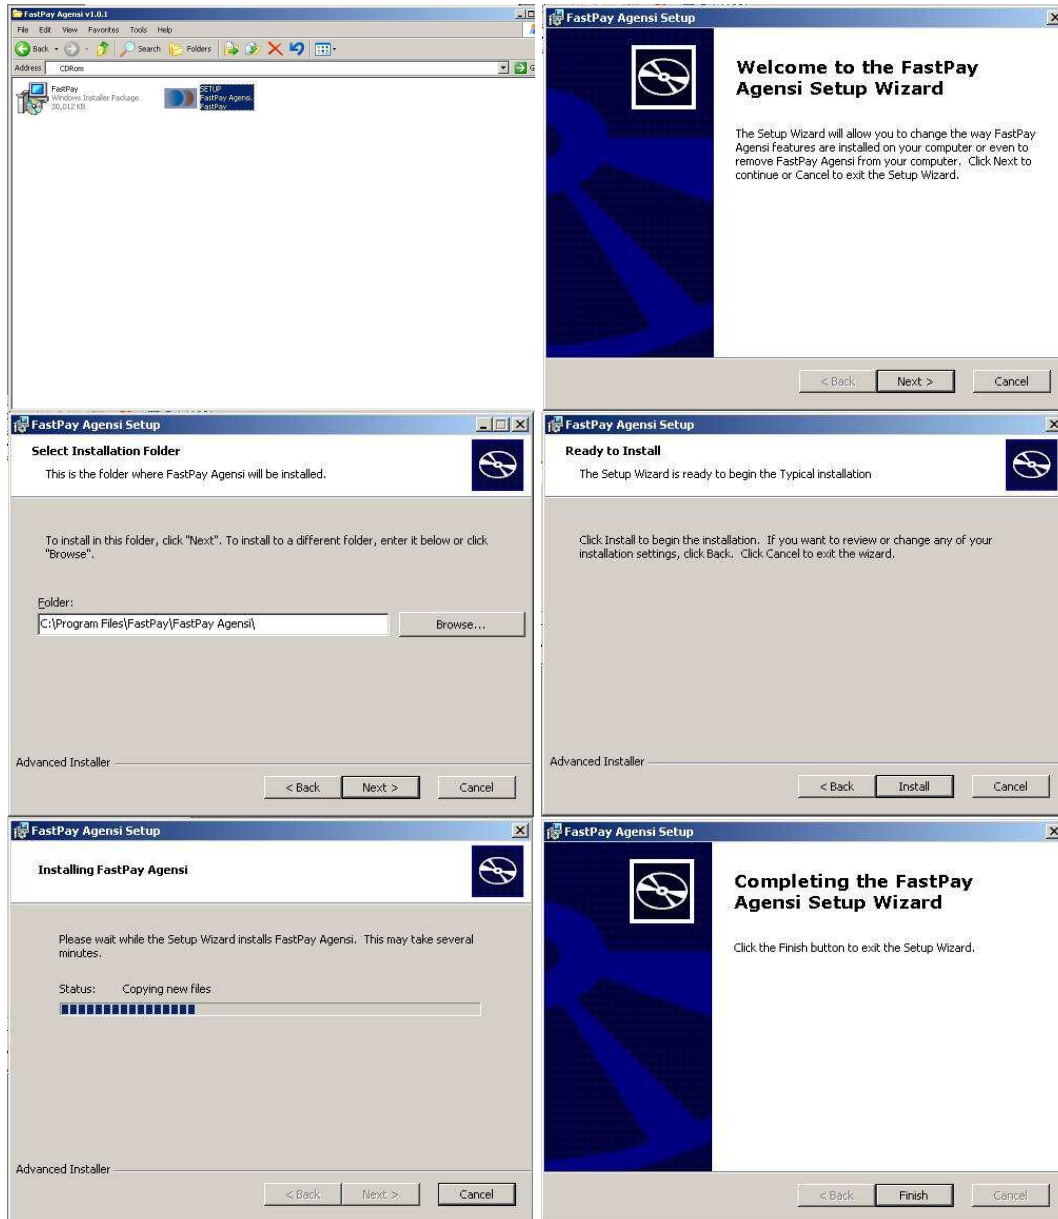 FastPay Agensi v1.0.1
File Edit View Favorites Tools Help
Back Search Folders
Address CDRom
FastPay
Windows Installer Package
30,012 KB
SETUP
FastPay Agensi.
FastPay
FastPay Agensi Setup
Welcome to the FastPay
Agensi Setup Wizard
The Setup Wizard will allow you to change the way FastPay
Agensi features are installed on your computer or even to
remove FastPay Agensi from your computer. Click Next to
continue or Cancel to exit the Setup Wizard.
< Back Next > Cancel
FastPay Agensi Setup
Select Installation Folder
This is the folder where FastPay Agensi will be installed.
To install in this folder, click "Next". To install to a different folder, enter it below or click
"Browse".
Folder:
C:\Program Files\FastPay\FastPay Agensi\
Browse...
Advanced Installer
< Back Next > Cancel
FastPay Agensi Setup
Ready to Install
The Setup Wizard is ready to begin the Typical installation
Click Install to begin the installation. If you want to review or change any of your
installation settings, click Back. Click Cancel to exit the wizard.
Advanced Installer
< Back Install Cancel
FastPay Agensi Setup
Installing FastPay Agensi
Please wait while the Setup Wizard installs FastPay Agensi. This may take several
minutes.
Status: Copying new files
Advanced Installer
< Back Next > Cancel
FastPay Agensi Setup
Completing the FastPay
Agensi Setup Wizard
Click the Finish button to exit the Setup Wizard.
< Back Finish Cancel